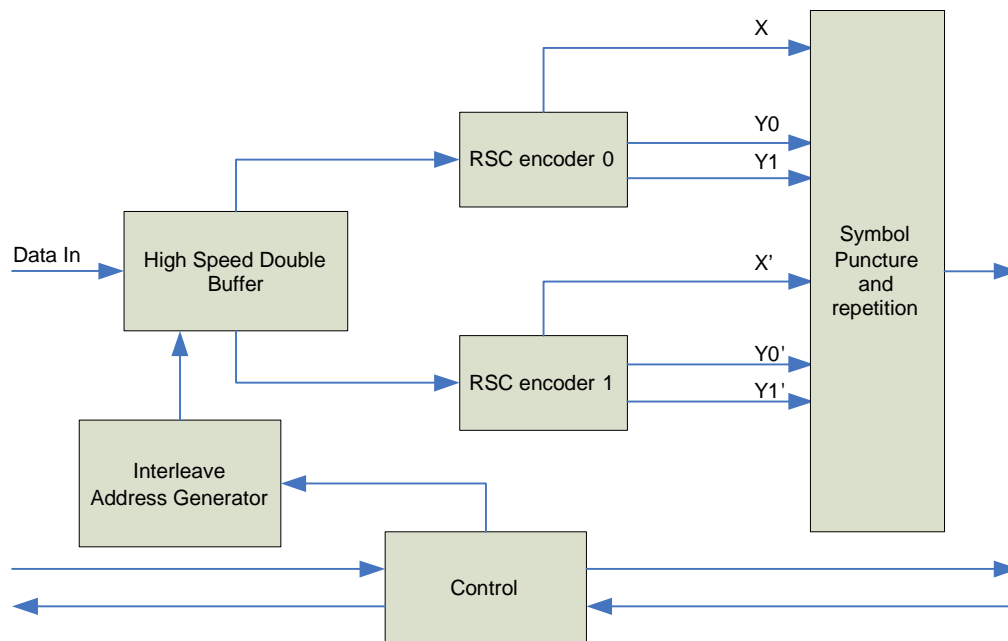 X
Y0
RSC encoder 0
Y1
Data In
High Speed Double
Buffer
Symbol
Puncture
and
repetition
X’
RSC encoder 1
Y0’
Y1’
Interleave
Address Generator
Control